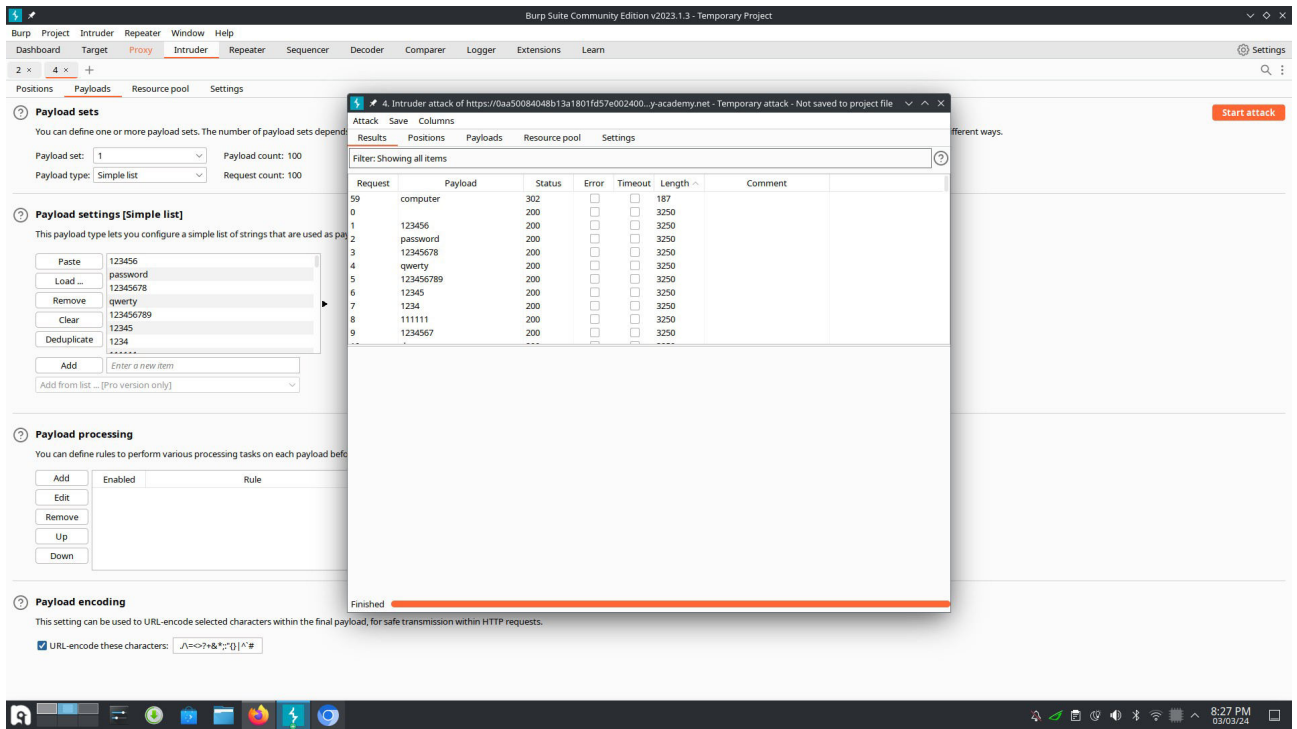 Burp Suite Community Edition v2023.1.3 - Temporary Project
Burp Project Intruder Repeater Window Help
Dashboard Target Proxy Intruder Repeater Sequencer Decoder Comparer Logger Extensions Learn Settings
2 × 4 × +
Positions Payloads Resource pool Settings
Payload sets
Start attack
You can define one or more payload sets. The number of payload sets depend
fferent ways.
Payload set: 1 Payload count: 100
Payload type: Simple list Request count: 100
Payload settings [Simple list]
This payload type lets you configure a simple list of strings that are used as pay
Paste
Load ...
Remove
Clear
Deduplicate
123456
password
12345678
qwerty
123456789
12345
1234
Add Enter a new item
Add from list ... [Pro version only]
Payload processing
You can define rules to perform various processing tasks on each payload befo
Add
Edit
Remove
Up
Down
Enabled Rule
Payload encoding
This setting can be used to URL-encode selected characters within the final payload, for safe transmission within HTTP requests.
URL-encode these characters:
4. Intruder attack of https://0aa50084048b13a1801fd57e002400...y-academy.net - Temporary attack - Not saved to project file
Attack Save Columns
Results Positions Payloads Resource pool Settings
Filter: Showing all items
Request Payload Status Error Timeout Length Comment
59 computer 302 187
0 200 3250
1 123456 200 3250
2 password 200 3250
3 12345678 200 3250
4 qwerty 200 3250
5 123456789 200 3250
6 12345 200 3250
7 1234 200 3250
8 111111 200 3250
9 1234567 200 3250
Finished
8:27 PM
03/03/24